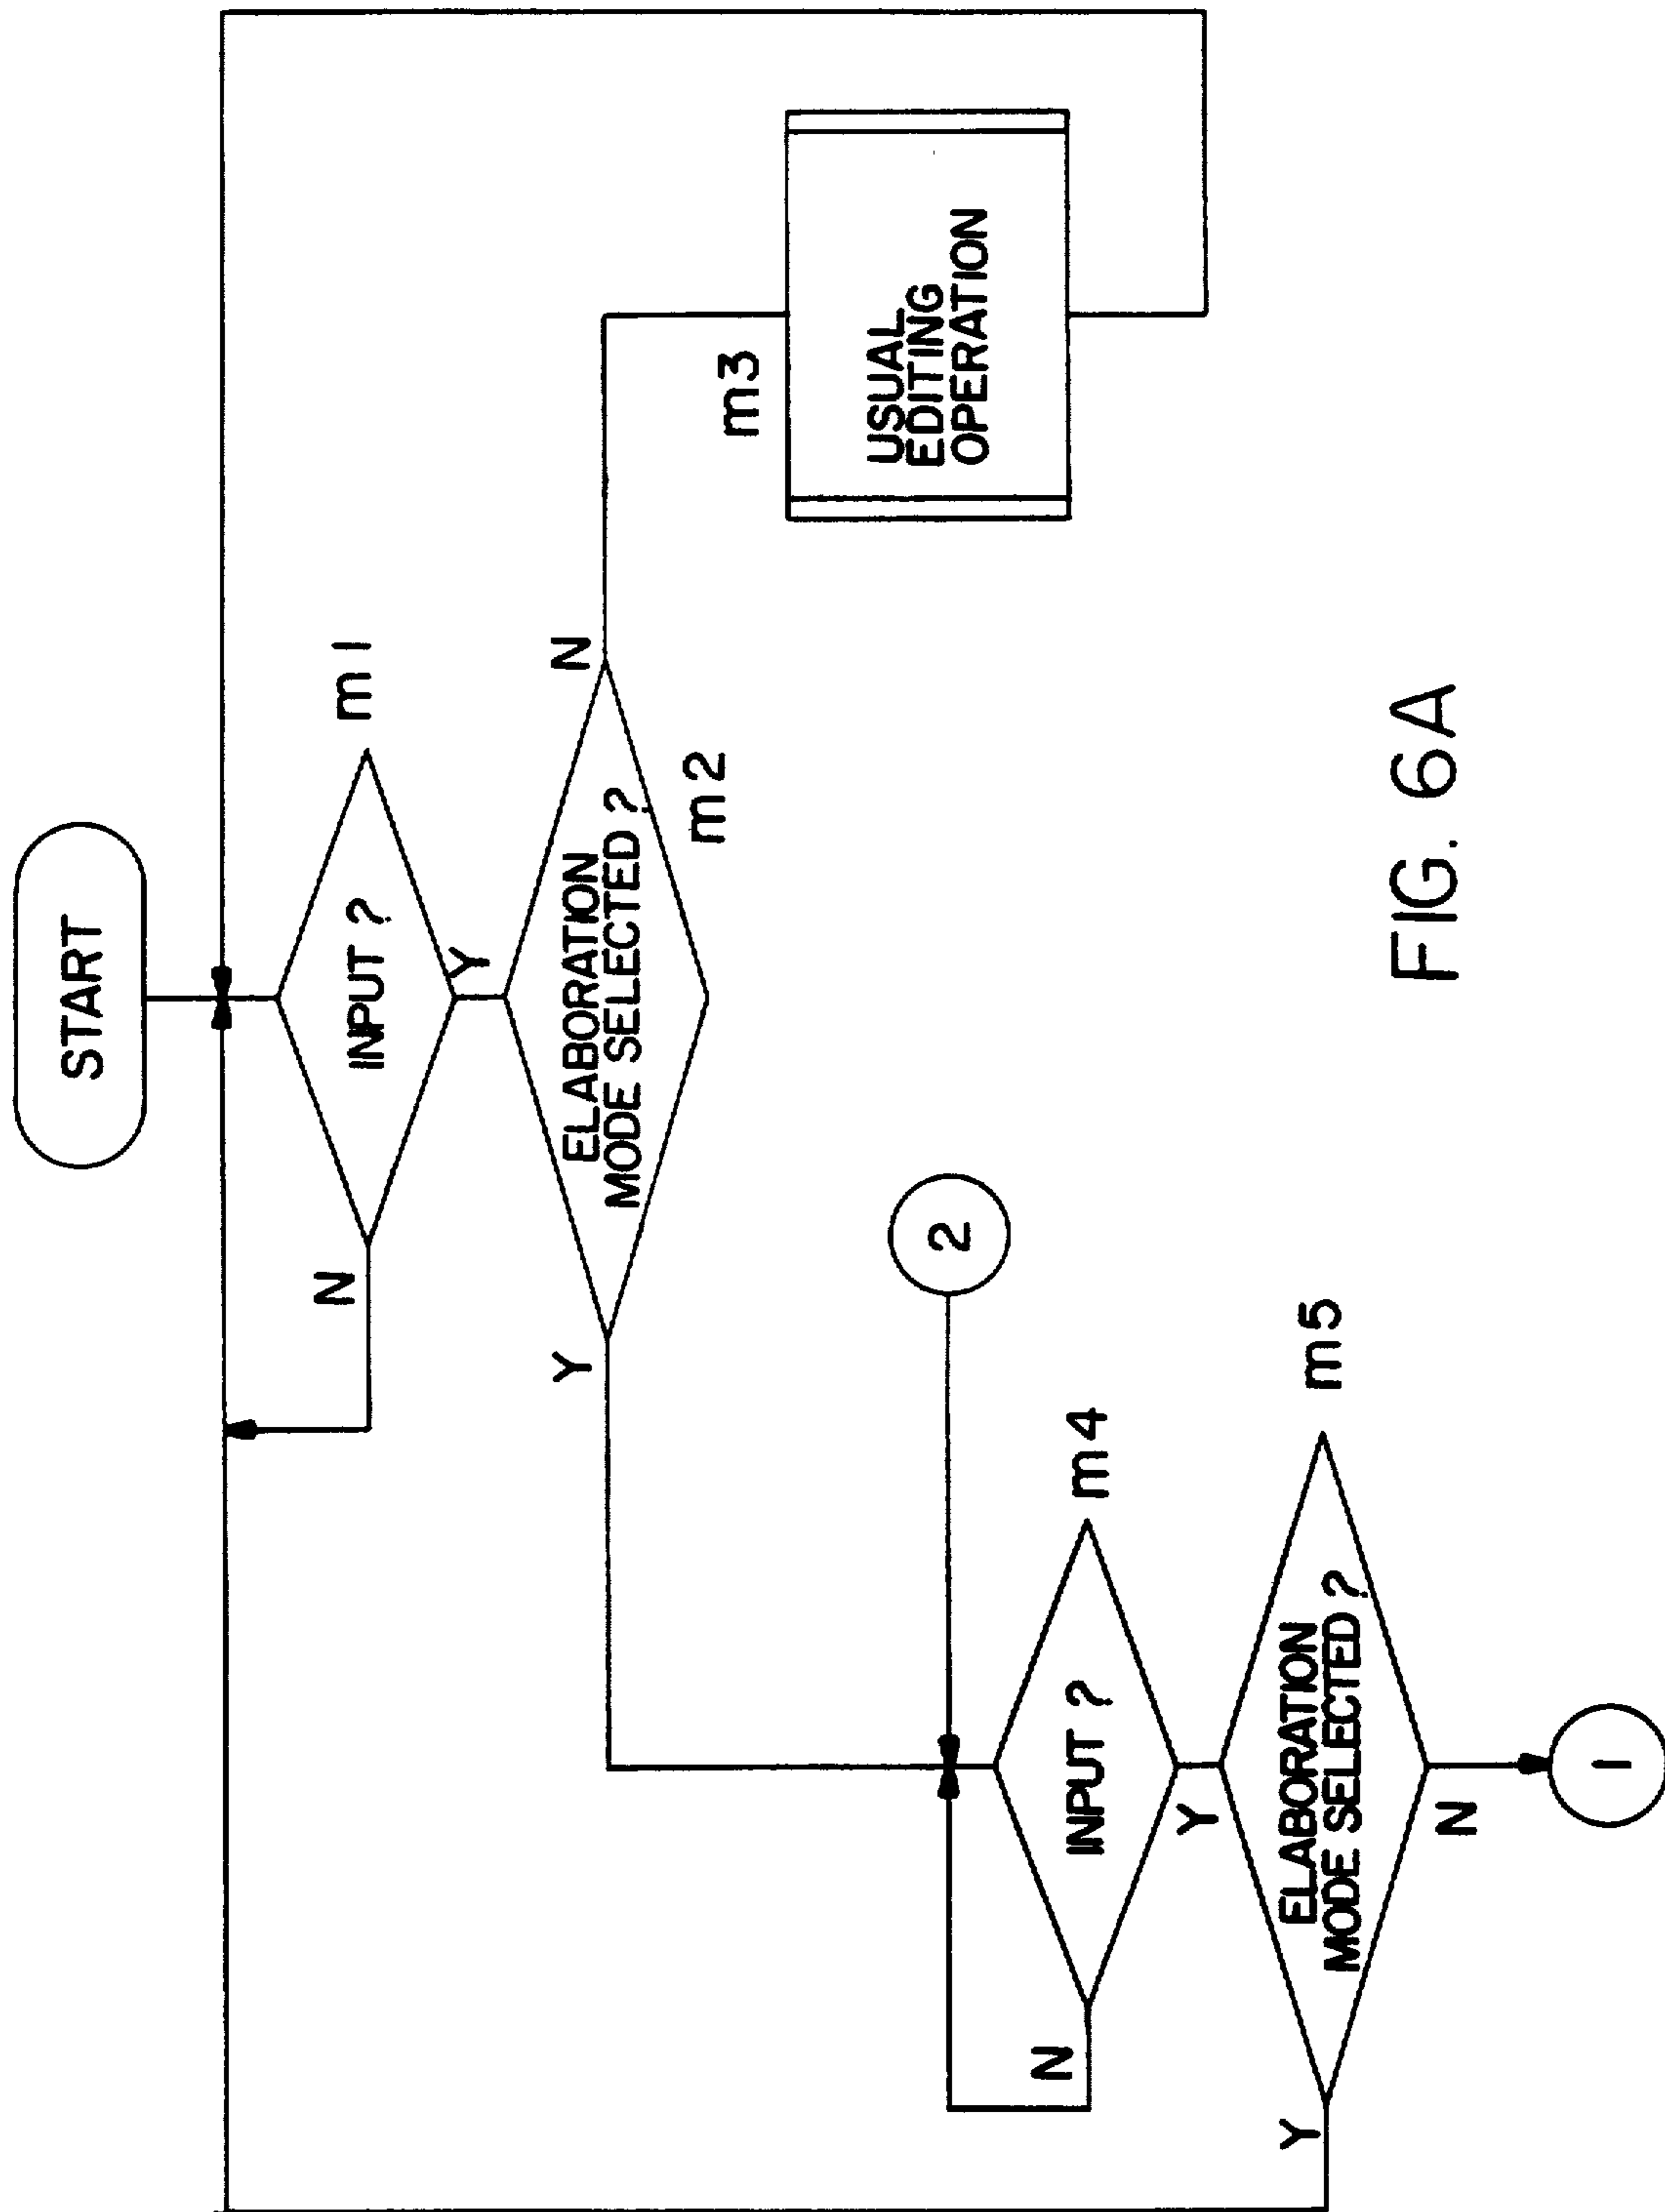 START
INPUT ?
m1
N
Y
ELABORATION
MODE SELECTED ?
m2
Y
N
m3
USUAL
EDITING
OPERATION
2
INPUT ?
m4
N
Y
ELABORATION
MODE SELECTED ?
m5
Y
N
1
FIG. 6A